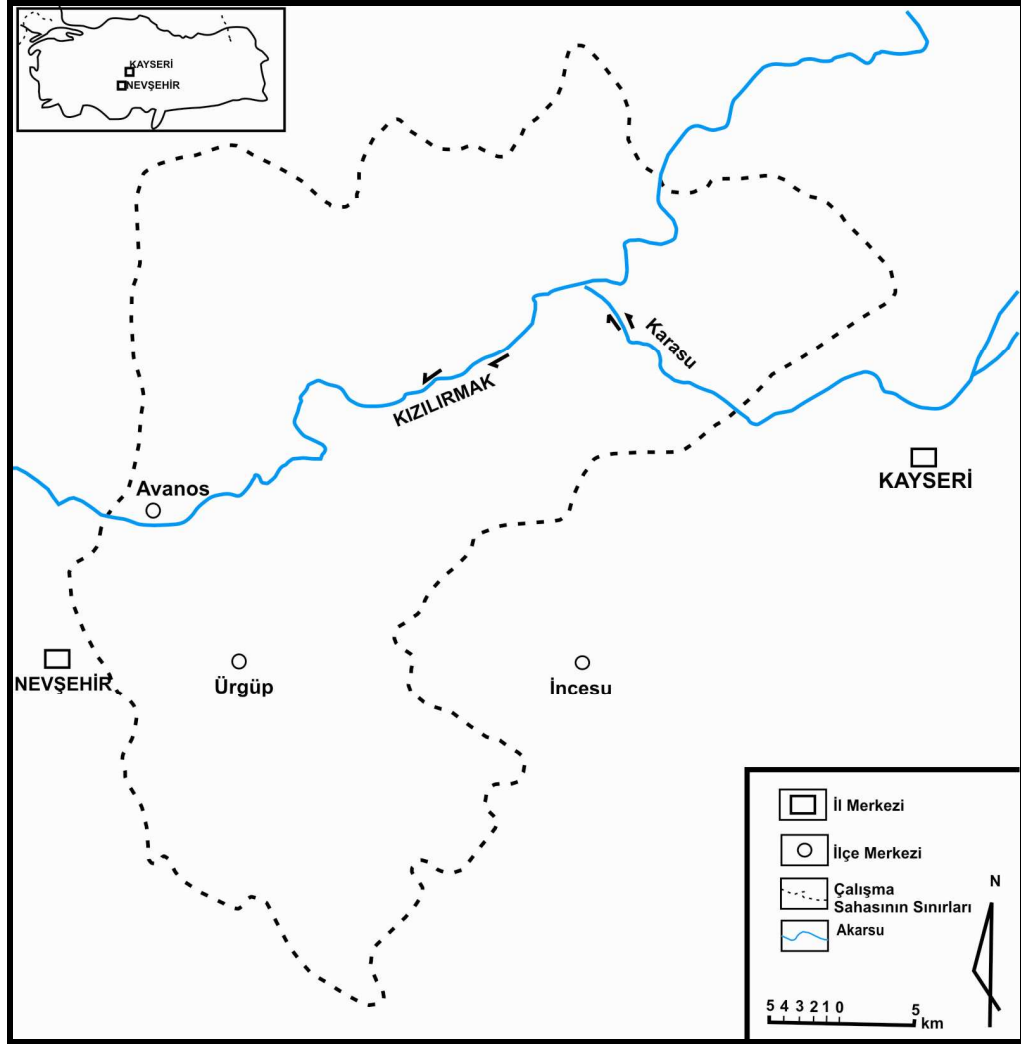 KAYSERİ
NEVŞEHİR
Karasu
KIZILIRMAK
Avanos
KAYSERİ
NEVŞEHİR
Ürgüp
İncesu
İl Merkezi
İlçe Merkezi
Çalışma
Sahasının Sınırları
Akarsu
N
5 4 3 2 1 0 5
km